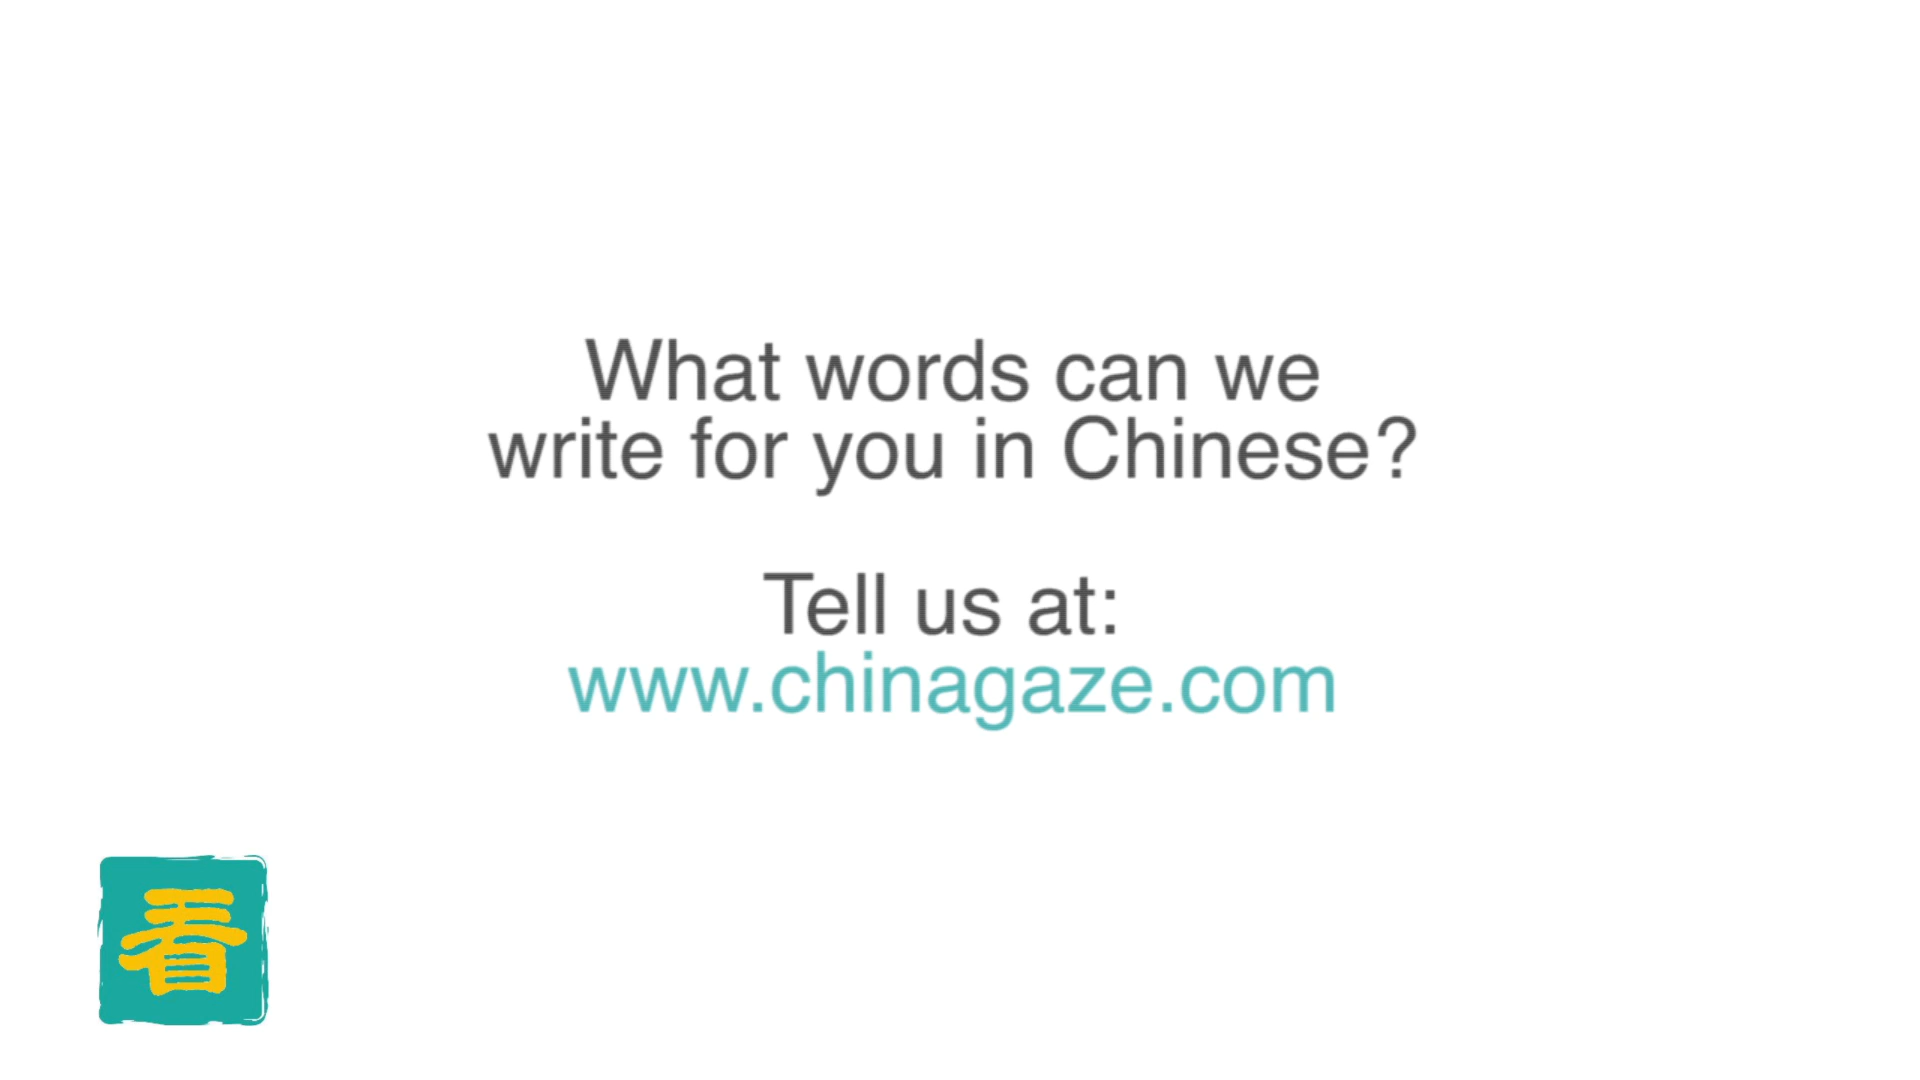 What words can we
write for you in Chinese?
Tell us at:
www.chinagaze.com
看